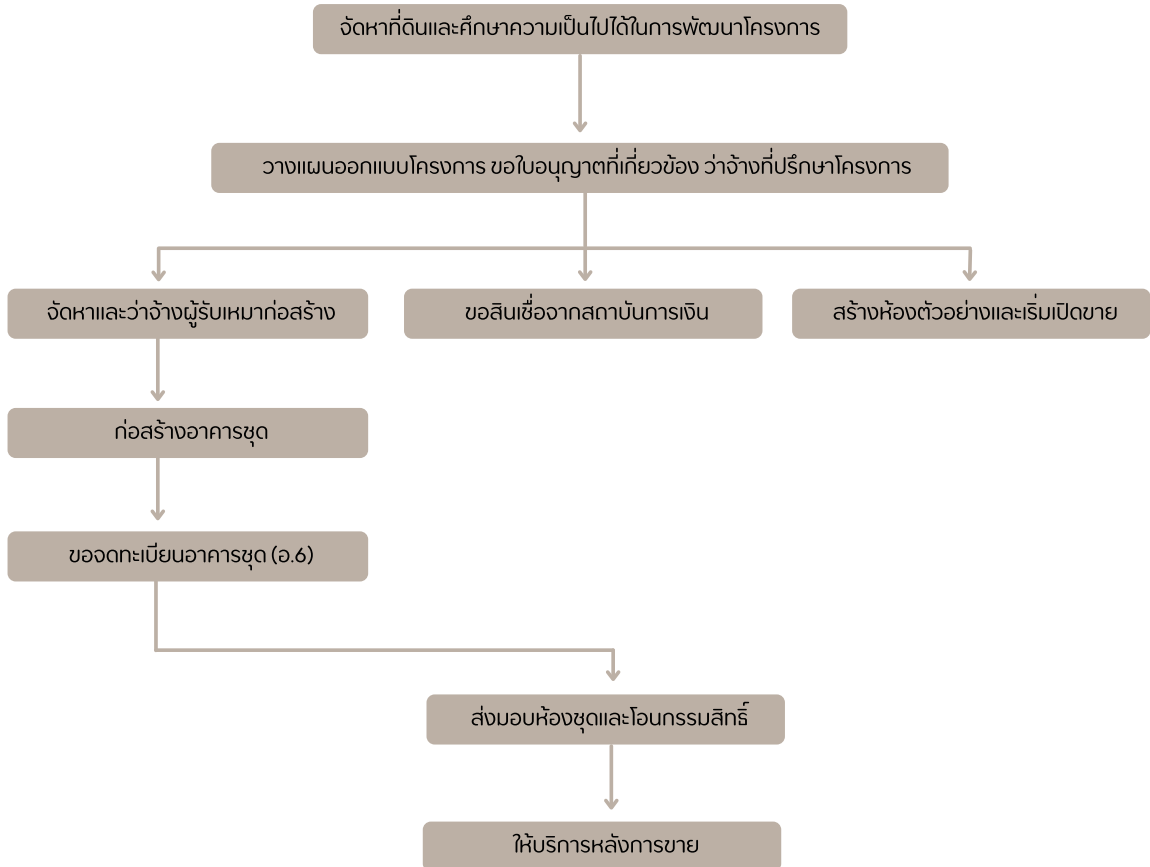 จัดหาที่ดินและศึกษาความเป็นไปได้ในการพัฒนาโครงการ
วางแผนออกแบบโครงการ ขอใบอนุญาตที่เกี่ยวข้อง ว่าจ้างที่ปรึกษาโครงการ
จัดหาและว่าจ้างผู้รับเหมาก่อสร้าง
ขอสินเชื่อจากสถาบันการเงิน
สร้างห้องตัวอย่างและเริ่มเปิดขาย
ก่อสร้างอาคารชุด
ขอจดทะเบียนอาคารชุด (อ.6)
ส่งมอบห้องชุดและโอนกรรมสิทธิ์
ให้บริการหลังการขาย